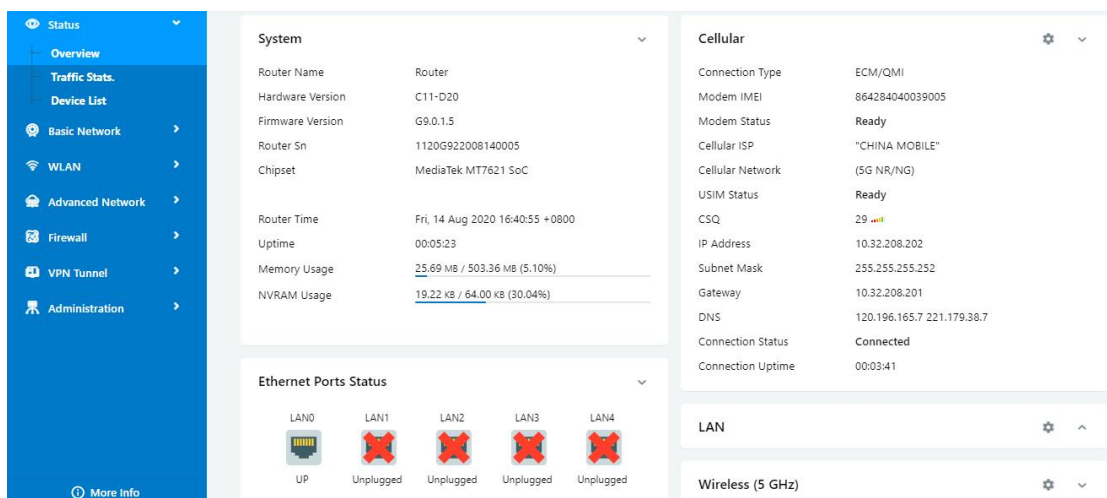 Status
Overview
Traffic Stats.
Device List
Basic Network
WLAN
Advanced Network
Firewall
VPN Tunnel
Administration
More Info
System
Router Name Router
Hardware Version C11-D20
Firmware Version G9.0.1.5
Router Sn 1120G922008140005
Chipset MediaTek MT7621 SoC
Router Time Fri, 14 Aug 2020 16:40:55 +0800
Uptime 00:05:23
Memory Usage 25.69 MB / 503.36 MB (5.10%)
NVRAM Usage 19.22 KB / 64.00 KB (30.04%)
Ethernet Ports Status
LAN0 LAN1 LAN2 LAN3 LAN4
UP Unplugged Unplugged Unplugged Unplugged
Cellular
Connection Type ECM/QMI
Modem IMEI 864284040039005
Modem Status Ready
Cellular ISP "CHINA MOBILE"
Cellular Network (5G NR/NG)
USIM Status Ready
CSQ 29
IP Address 10.32.208.202
Subnet Mask 255.255.255.252
Gateway 10.32.208.201
DNS 120.196.165.7 221.179.38.7
Connection Status Connected
Connection Uptime 00:03:41
LAN
Wireless (5 GHz)